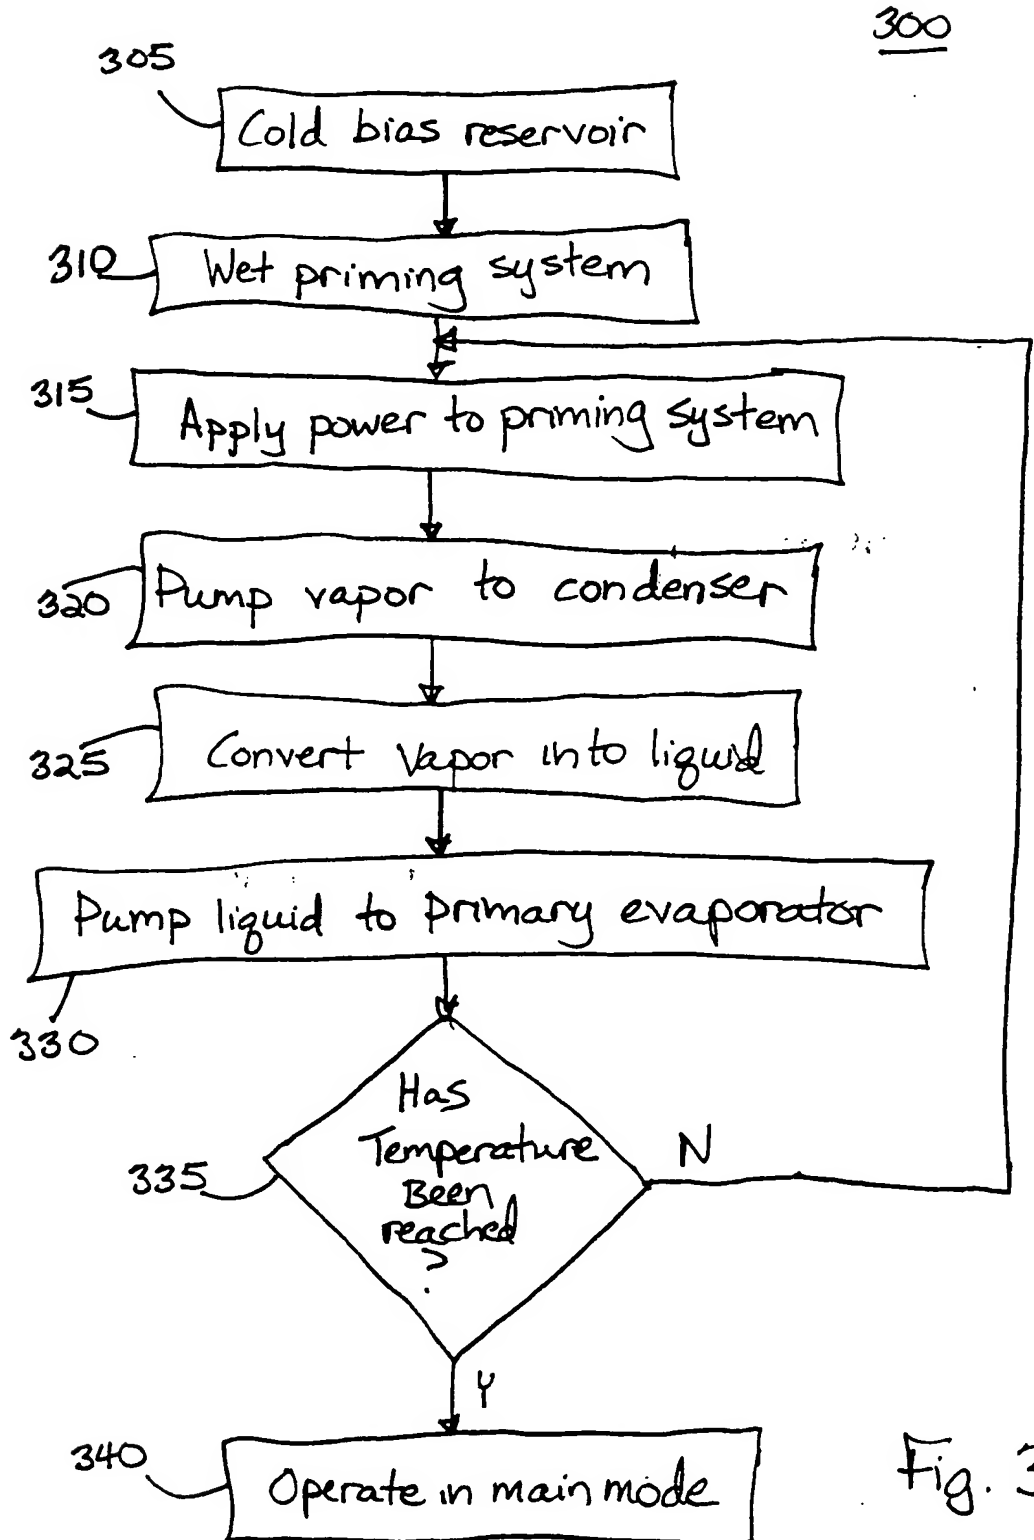 300
305
Cold bias reservoir
310
Wet priming system
315
Apply power to priming system
320
Pump vapor to condenser
325
Convert vapor into liquid
Pump liquid to primary evaporator
330
Has
Temperature
Been
reached
?
N
335
Y
340
Operate in main mode
Fig. 3